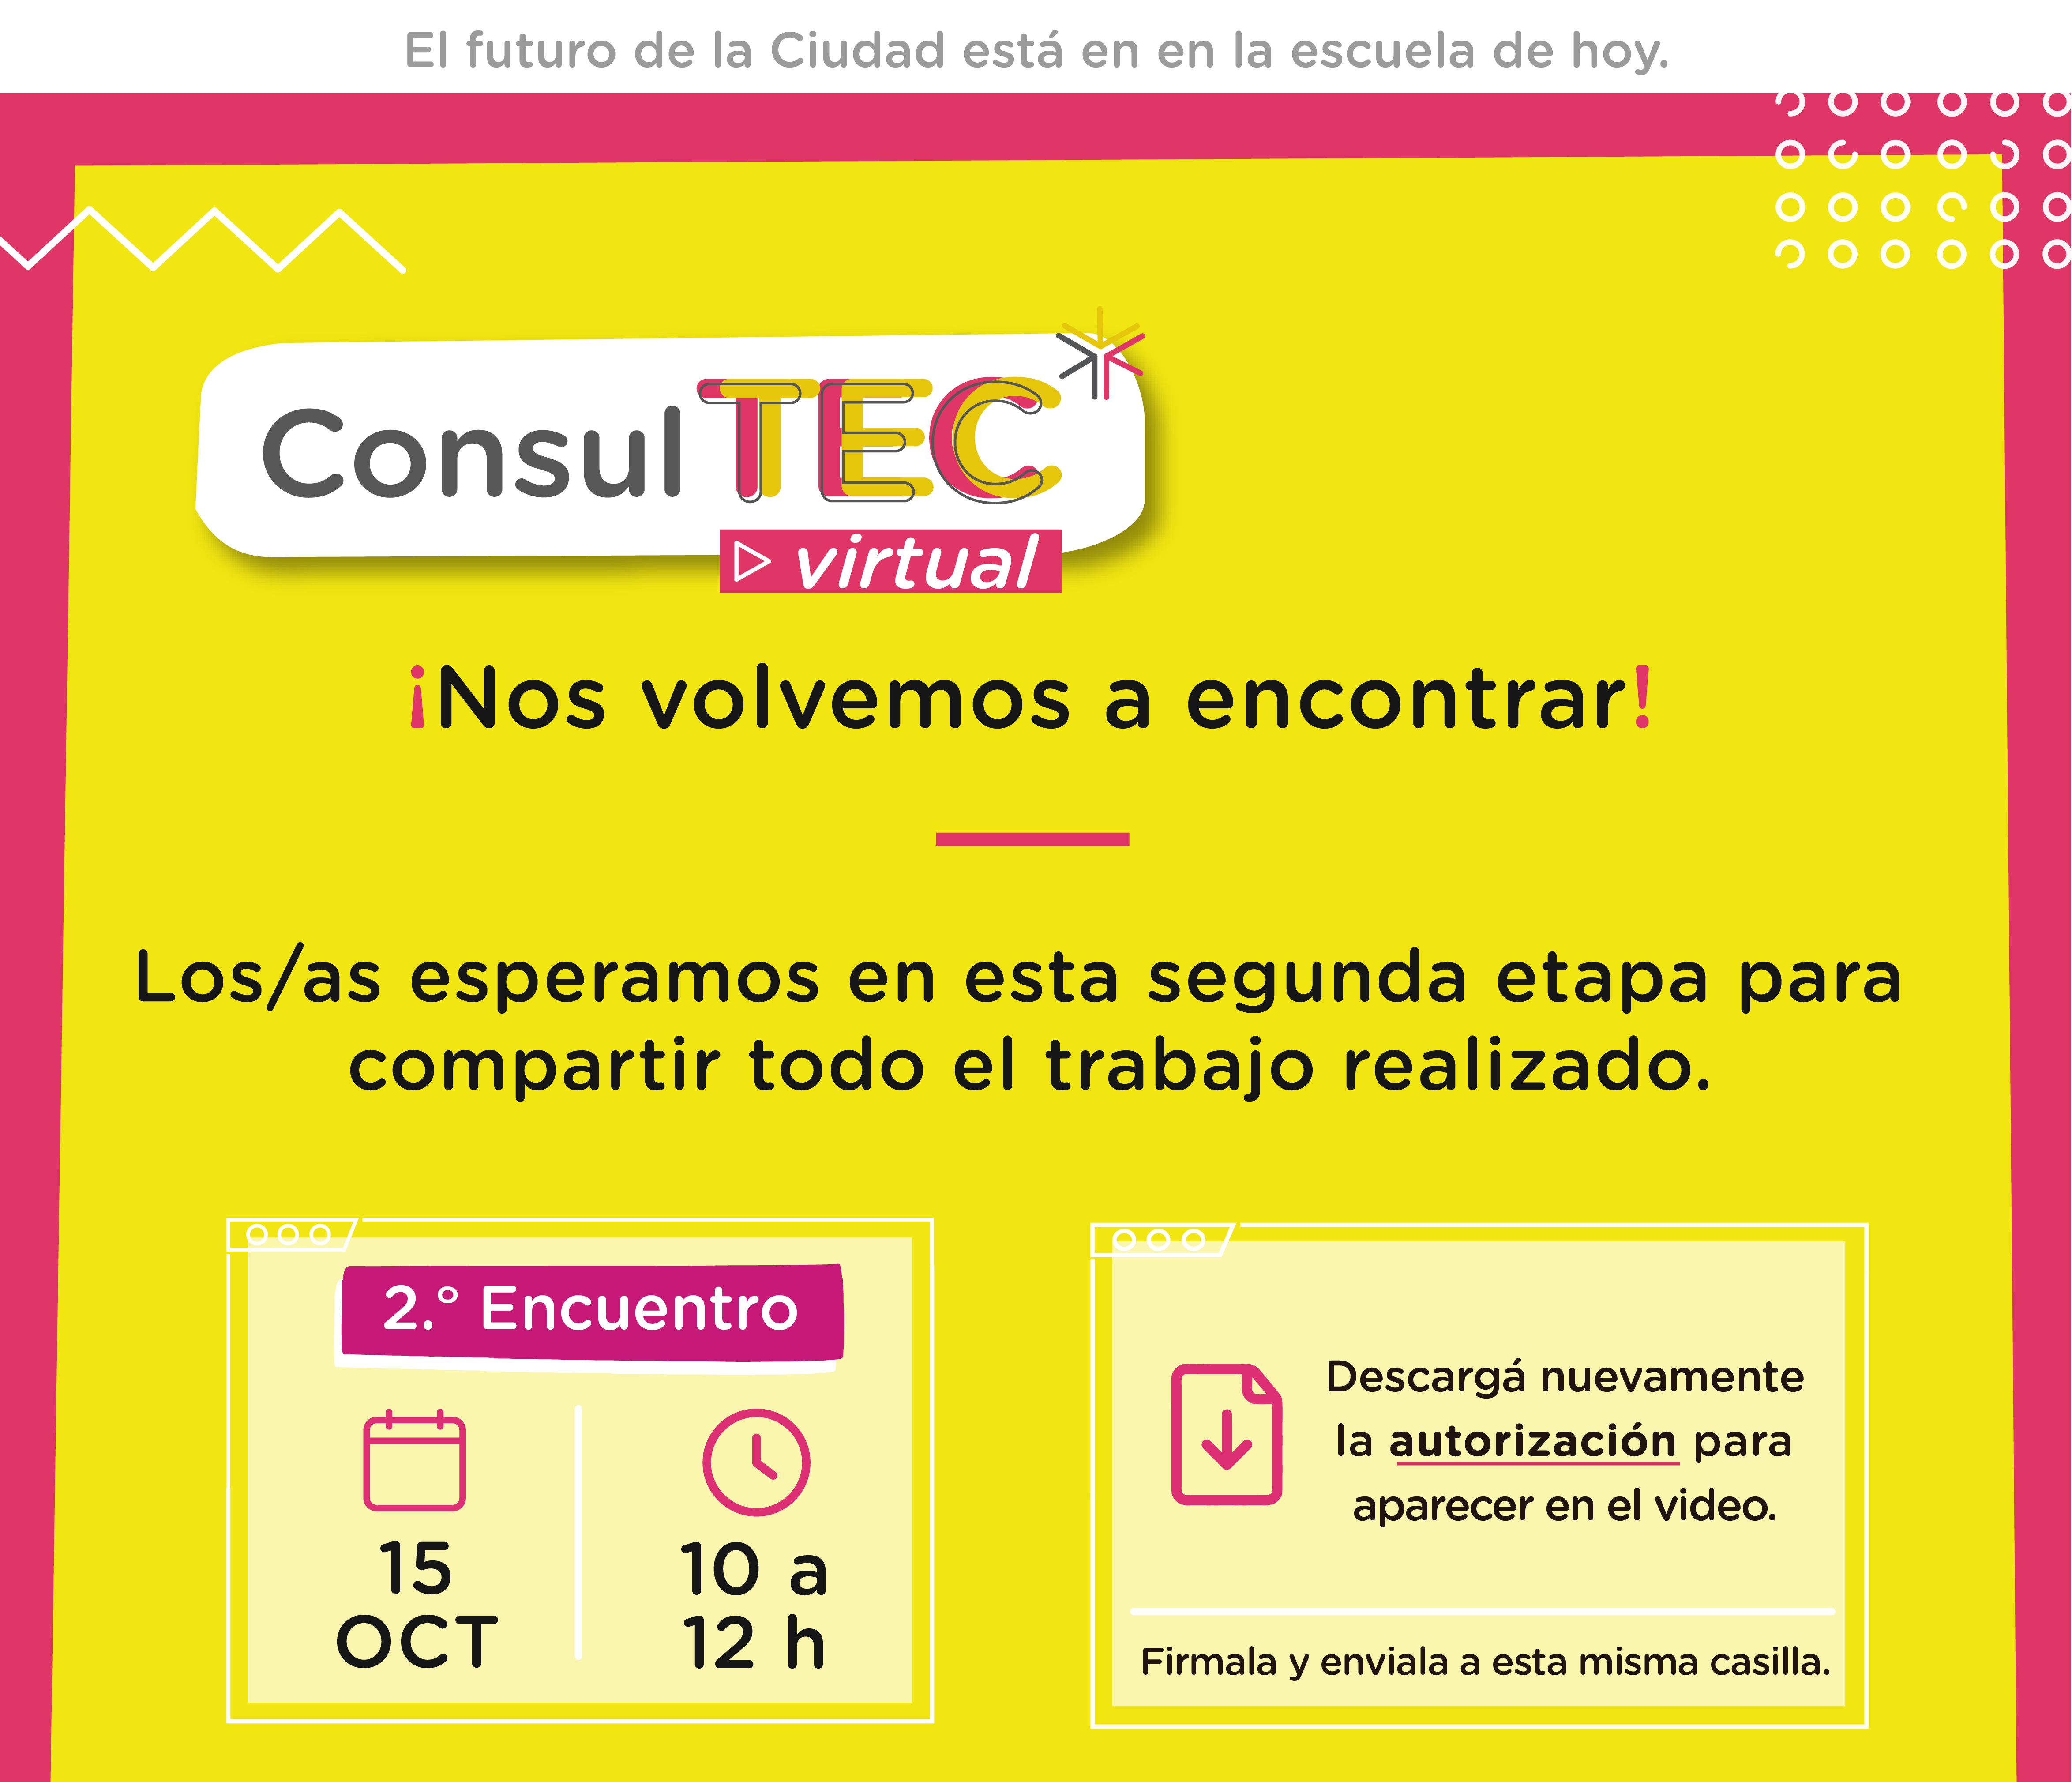 El futuro de la Ciudad está en en la escuela de hoy.
ConsulTEC
virtual
¡Nos volvemos a encontrar!
Los/as esperamos en esta segunda etapa para
compartir todo el trabajo realizado.
2.º Encuentro
15
OCT
10 a
12 h
Descargá nuevamente
la autorización para
aparecer en el video.
Firmala y enviala a esta misma casilla.